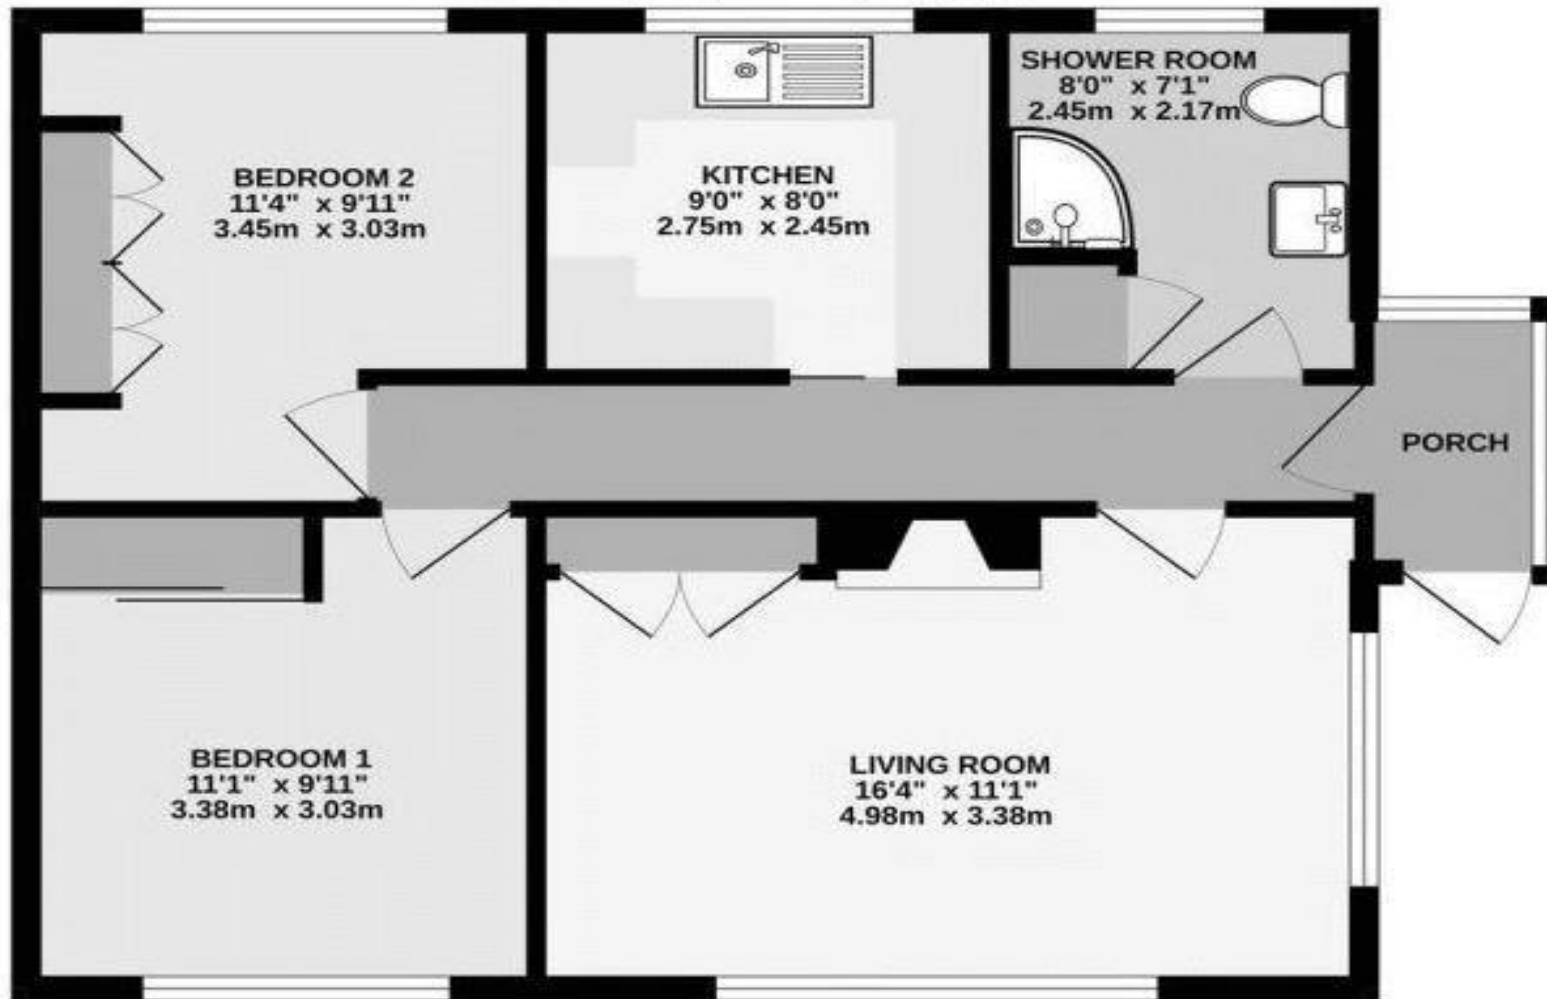 BEDROOM 2
11'4" x 9'11"
3.45m x 3.03m
KITCHEN
9'0" x 8'0"
2.75m x 2.45m
SHOWER ROOM
8'0" x 7'1"
2.45m x 2.17m
PORCH
BEDROOM 1
11'1" x 9'11"
3.38m x 3.03m
LIVING ROOM
16'4" x 11'1"
4.98m x 3.38m